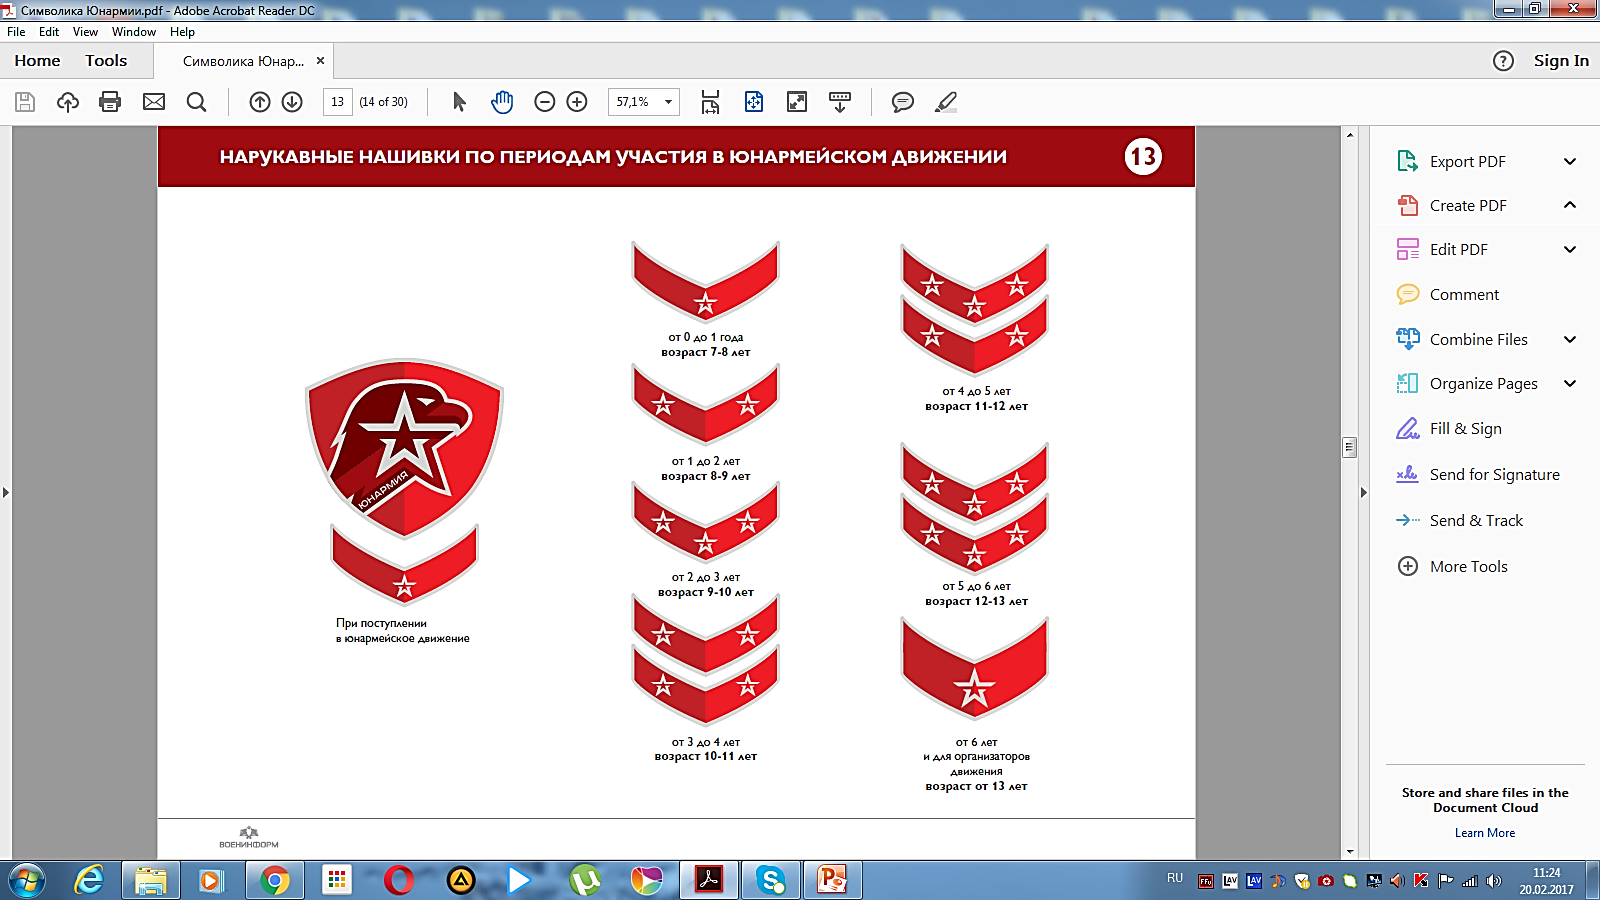 Символика Юнармии.pdf - Adobe Acrobat Reader DC
File Edit View Window Help
Home Tools Символика Юнар... × ? Sign In
13 (14 of 30) 57,1%
НАРУКАВНЫЕ НАШИВКИ ПО ПЕРИОДАМ УЧАСТИЯ В ЮНАРМЕЙСКОМ ДВИЖЕНИИ 13
ЮНАРМИЯ
При поступлении
в юнармейское движение
от 0 до 1 года
возраст 7-8 лет
от 1 до 2 лет
возраст 8-9 лет
от 2 до 3 лет
возраст 9-10 лет
от 3 до 4 лет
возраст 10-11 лет
от 4 до 5 лет
возраст 11-12 лет
от 5 до 6 лет
возраст 12-13 лет
от 6 лет
и для организаторов
движения
возраст от 13 лет
ВОЕНИНФОРМ
Export PDF
Create PDF
Edit PDF
Comment
Combine Files
Organize Pages
Fill & Sign
Send for Signature
Send & Track
More Tools
Store and share files in the
Document Cloud
Learn More
RU
11:24
20.02.2017